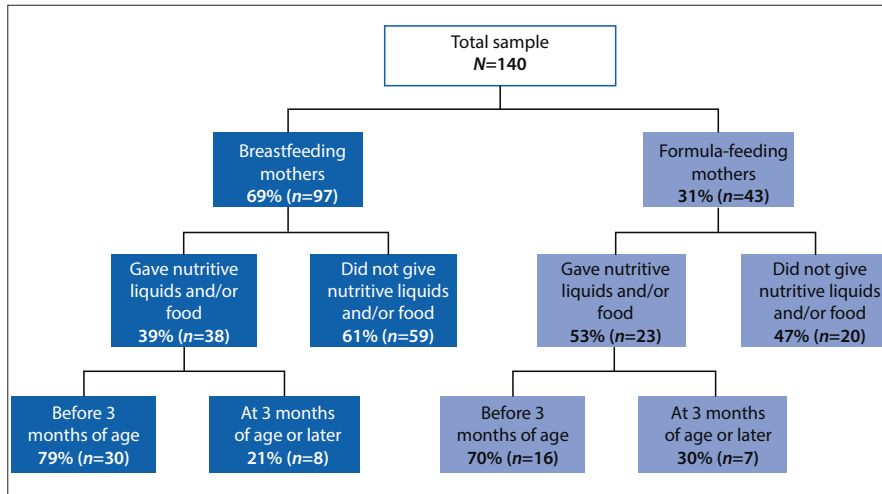 Total sample
N=140
Breastfeeding
mothers
69% (n=97)
Formula-feeding
mothers
31% (n=43)
Gave nutritive
liquids and/or
food
39% (n=38)
Did not give
nutritive liquids
and/or food
61% (n=59)
Gave nutritive
liquids and/or
food
53% (n=23)
Did not give
nutritive liquids
and/or food
47% (n=20)
Before 3
months of age
79% (n=30)
At 3 months
of age or later
21% (n=8)
Before 3
months of age
70% (n=16)
At 3 months
of age or later
30% (n=7)